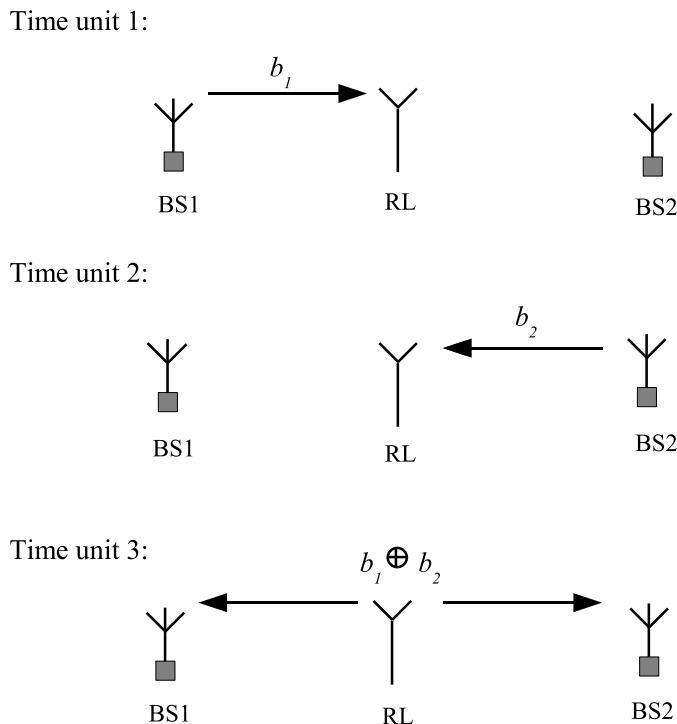 Time unit 1:
b1
BS1 RL BS2
Time unit 2:
b2
BS1 RL BS2
Time unit 3:
b1 ⊕ b2
BS1 RL BS2